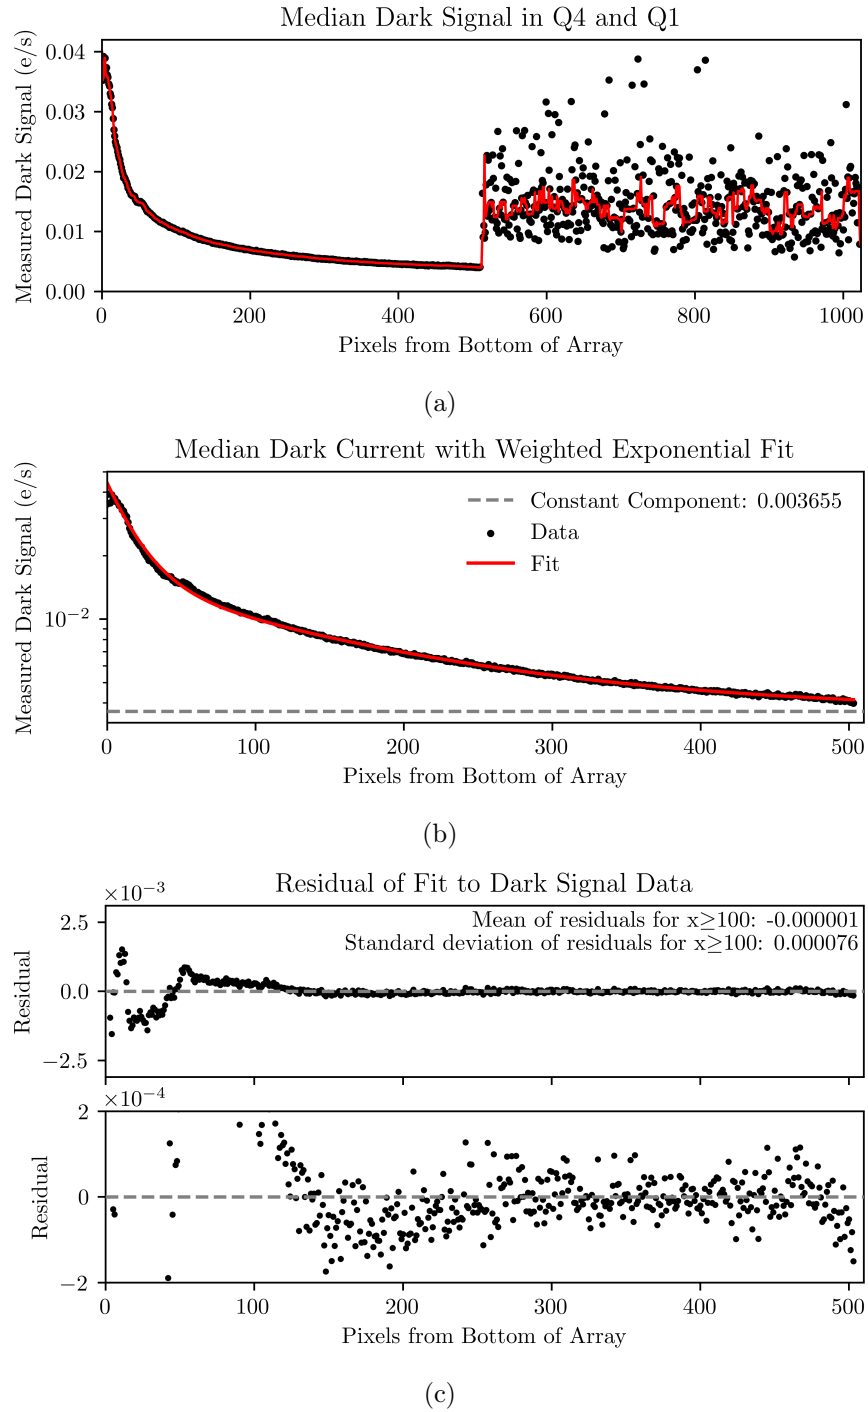 Median Dark Signal in Q4 and Q1
Measured Dark Signal (e/s)
0.04
0.03
0.02
0.01
0.00
0 200 400 600 800 1000
Pixels from Bottom of Array
(a)
Median Dark Current with Weighted Exponential Fit
Measured Dark Signal (e/s)
10⁻²
Constant Component: 0.003655
Data
Fit
0 100 200 300 400 500
Pixels from Bottom of Array
(b)
Residual of Fit to Dark Signal Data
×10⁻³
Mean of residuals for x≥100: -0.000001
Standard deviation of residuals for x≥100: 0.000076
Residual
2.5
0.0
−2.5
×10⁻⁴
Residual
2
0
−2
0 100 200 300 400 500
Pixels from Bottom of Array
(c)